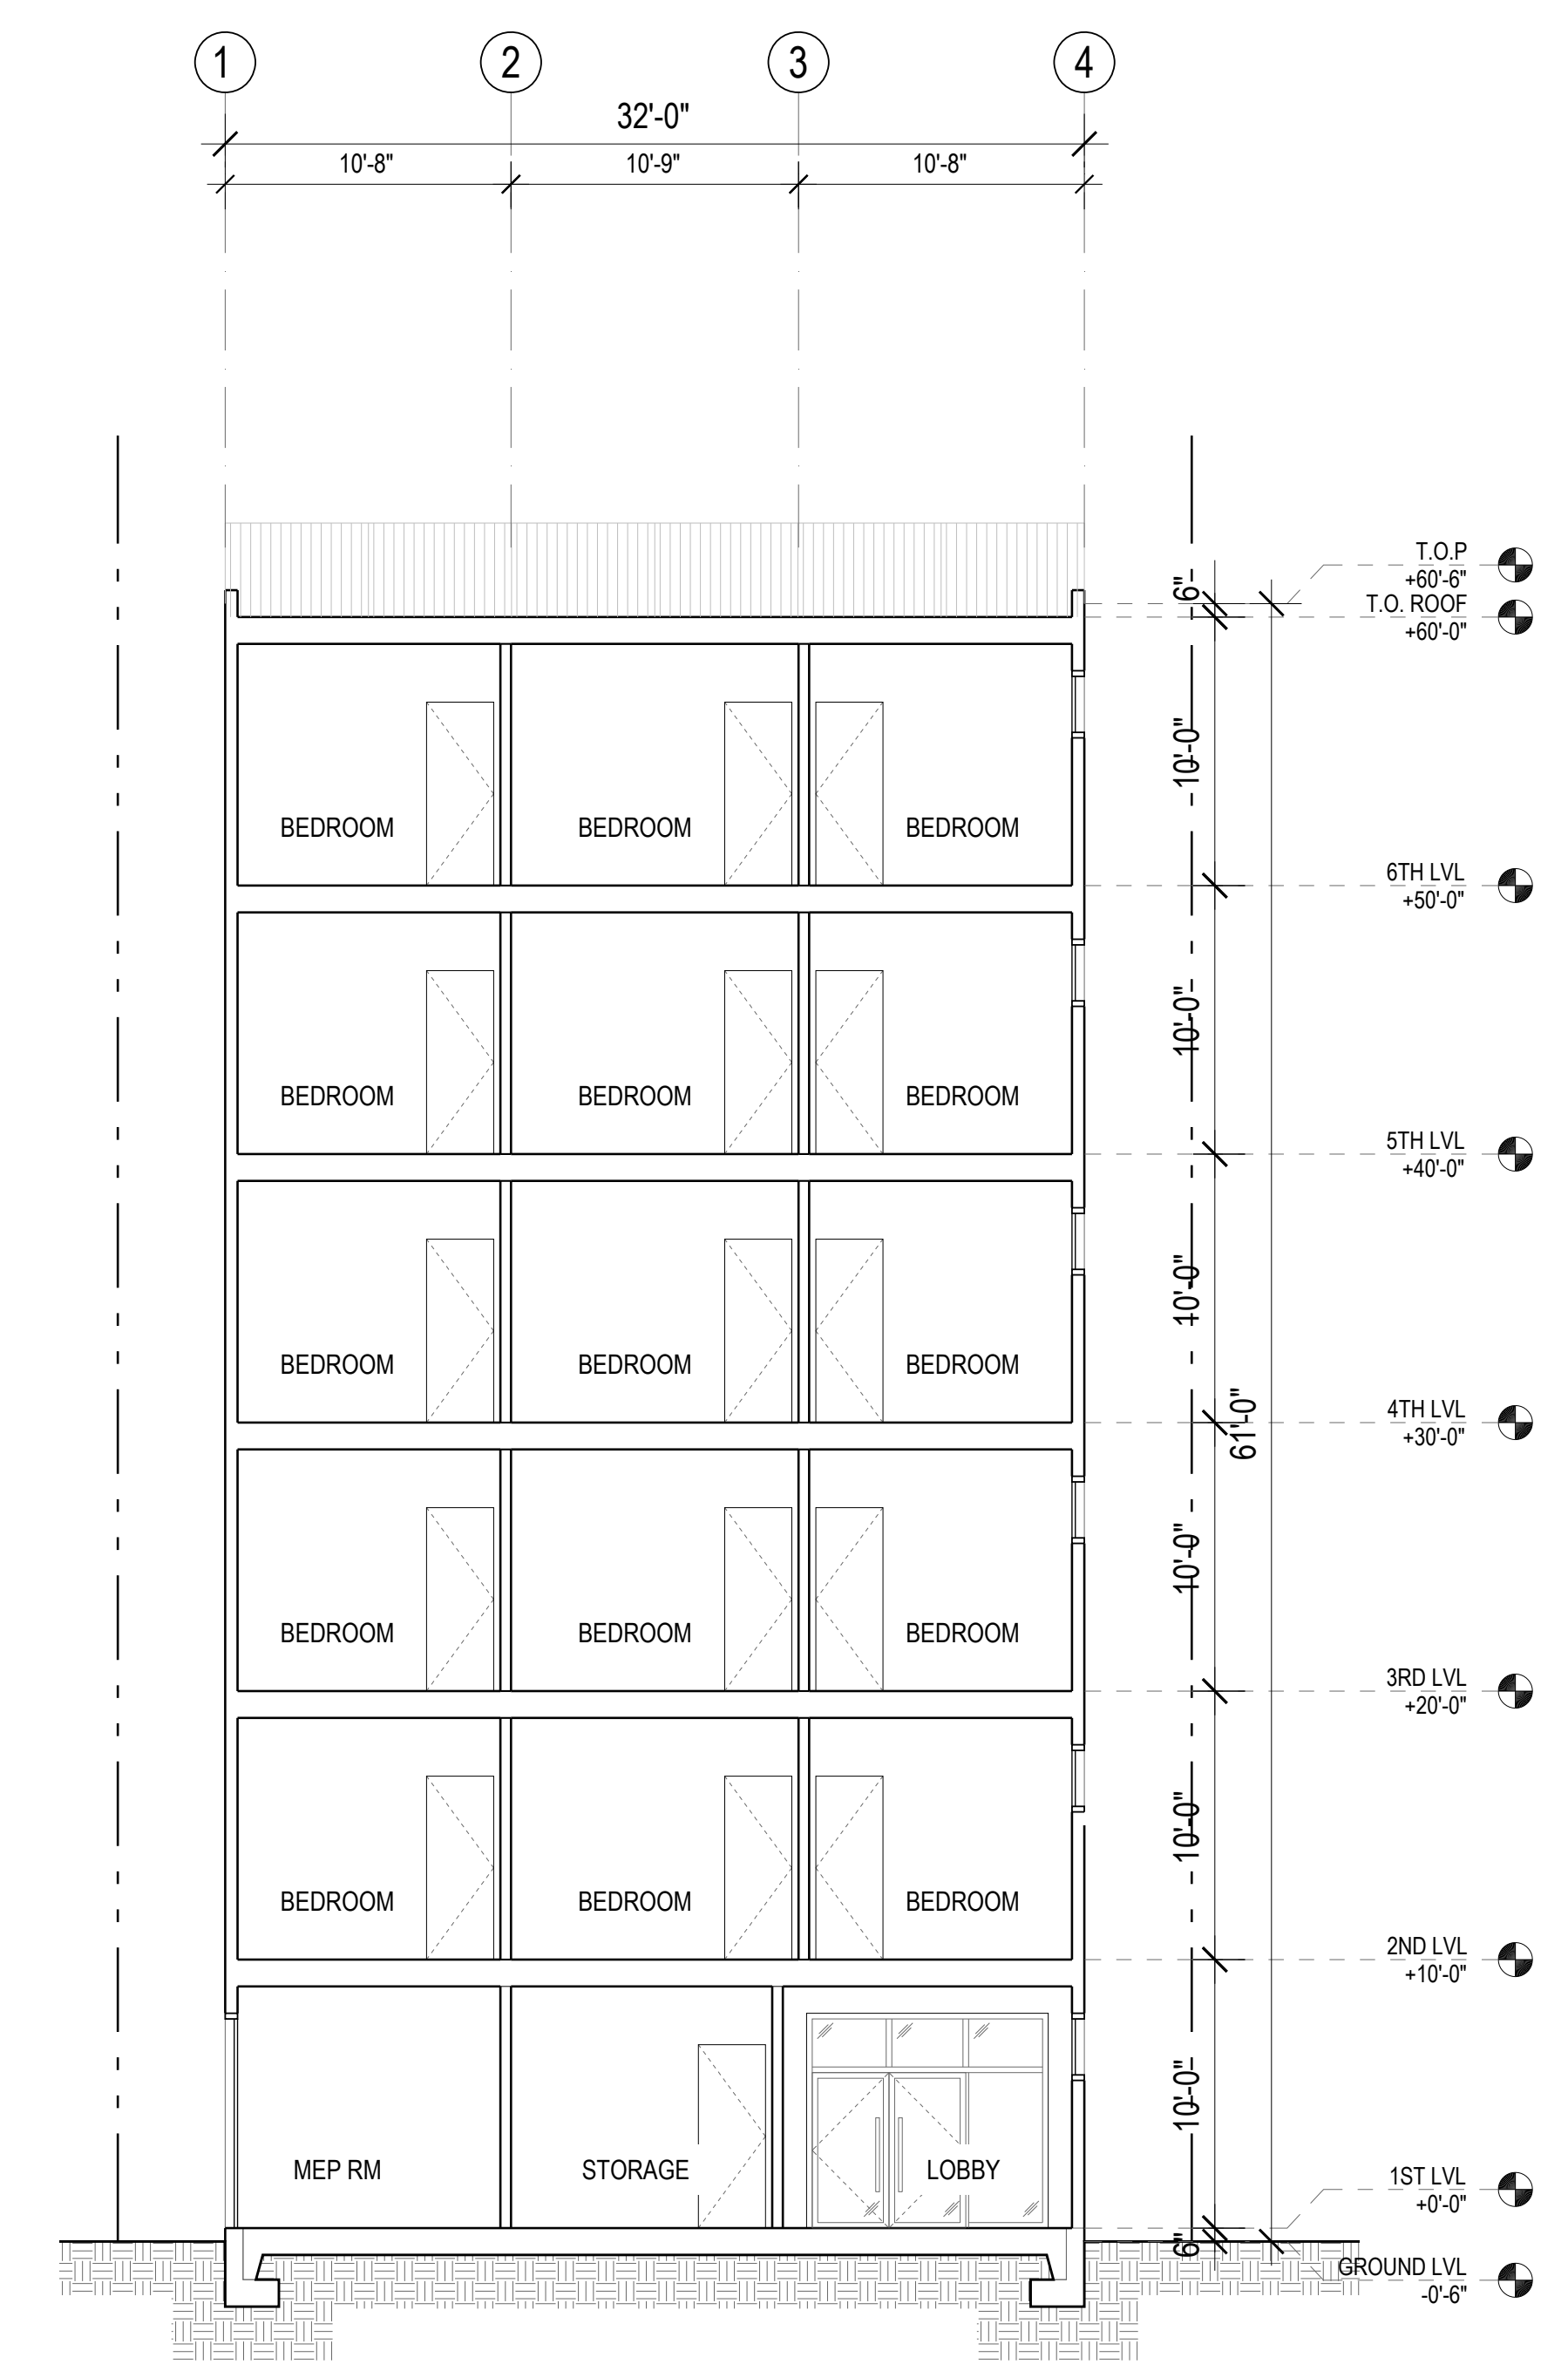 1 2 3 4
32'-0"
10'-8" 10'-9" 10'-8"
T.O.P
+60'-6"
6"
T.O. ROOF
+60'-0"
10'-0"
BEDROOM BEDROOM BEDROOM
6TH LVL
+50'-0"
10'-0"
BEDROOM BEDROOM BEDROOM
5TH LVL
+40'-0"
10'-0"
BEDROOM BEDROOM BEDROOM
61'-0"
4TH LVL
+30'-0"
10'-0"
BEDROOM BEDROOM BEDROOM
3RD LVL
+20'-0"
10'-0"
BEDROOM BEDROOM BEDROOM
2ND LVL
+10'-0"
10'-0"
MEP RM STORAGE LOBBY
1ST LVL
+0'-0"
6"
GROUND LVL
-0'-6"